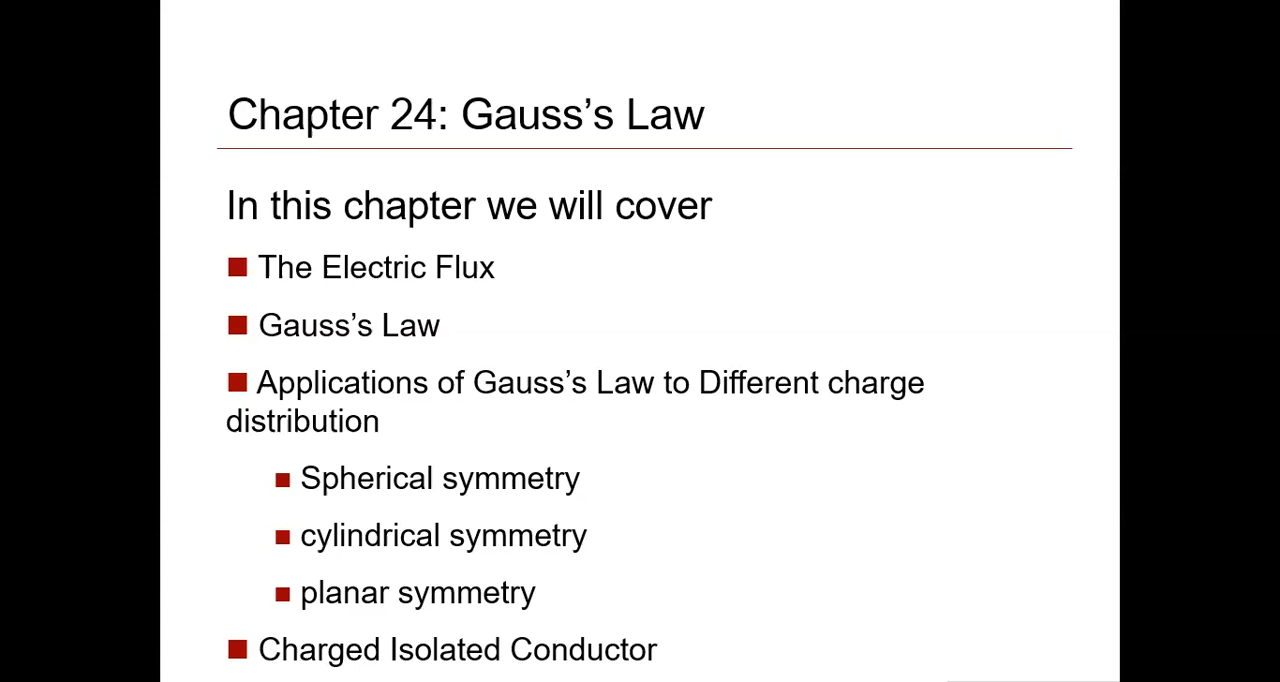 Chapter 24: Gauss’s Law
In this chapter we will cover
The Electric Flux
Gauss’s Law
Applications of Gauss’s Law to Different charge
distribution
Spherical symmetry
cylindrical symmetry
planar symmetry
Charged Isolated Conductor